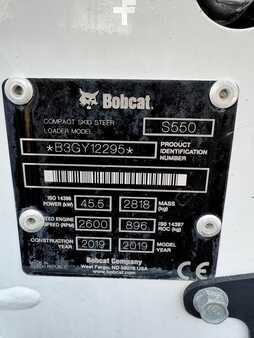 Bobcat.
COMPACT SKID STEER
LOADER MODEL S550
*B3GY12295* PRODUCT IDENTIFICATION NUMBER
ISO 14396 POWER (kW) 45.5 2818 MASS (kg)
RATED ENGINE SPEED (RPM) 2600 896 ISO 14397 ROC (kg)
CONSTRUCTION YEAR 2019 2019 MODEL YEAR
Bobcat Company
West Fargo, ND 58078 USA
www.bobcat.com
CE